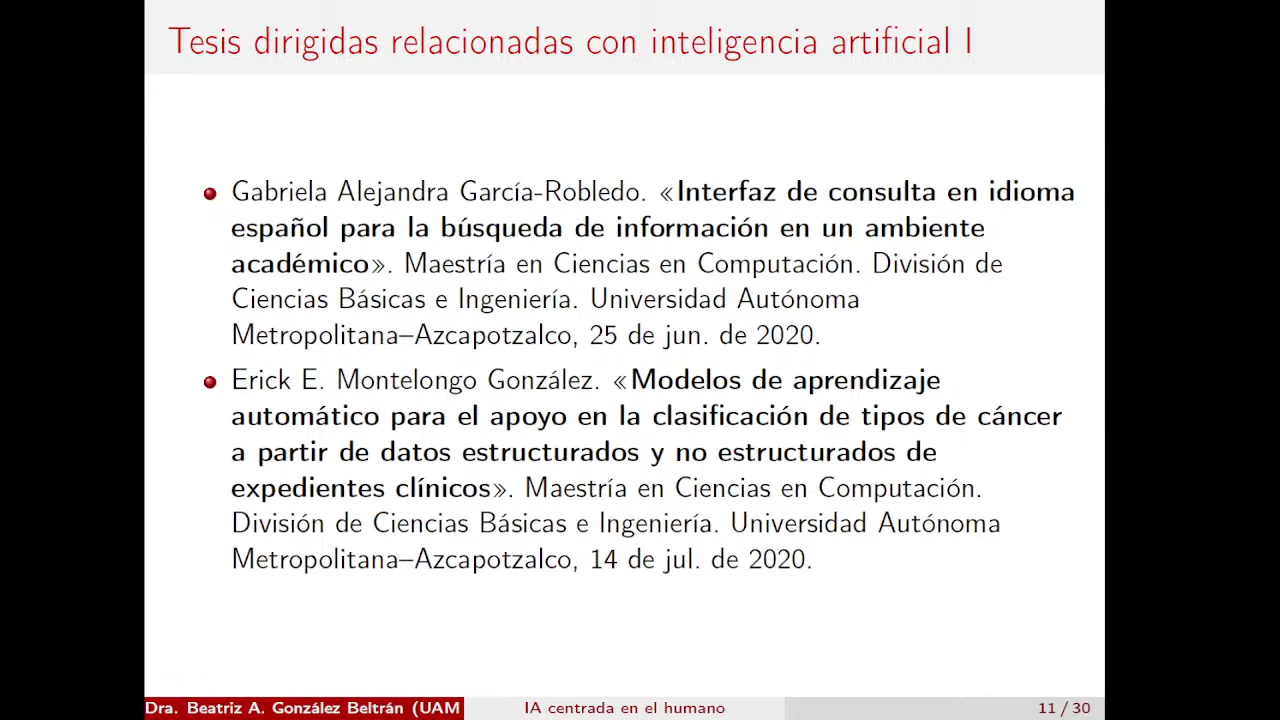 Tesis dirigidas relacionadas con inteligencia artificial I
Gabriela Alejandra García-Robledo. «Interfaz de consulta en idioma
español para la búsqueda de información en un ambiente
académico». Maestría en Ciencias en Computación. División de
Ciencias Básicas e Ingeniería. Universidad Autónoma
Metropolitana–Azcapotzalco, 25 de jun. de 2020.
Erick E. Montelongo González. «Modelos de aprendizaje
automático para el apoyo en la clasificación de tipos de cáncer
a partir de datos estructurados y no estructurados de
expedientes clínicos». Maestría en Ciencias en Computación.
División de Ciencias Básicas e Ingeniería. Universidad Autónoma
Metropolitana–Azcapotzalco, 14 de jul. de 2020.
Dra. Beatriz A. González Beltrán (UAM
IA centrada en el humano
11 / 30